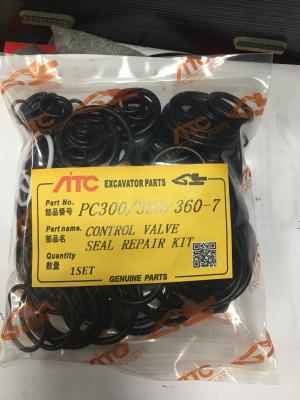 AITC EXCAVATOR PARTS
Part No. PC300/350/360-7
部品番号
Part name. CONTROL VALVE
部品名 SEAL REPAIR KIT
Quantity
数量 1SET
GENUINE PARTS